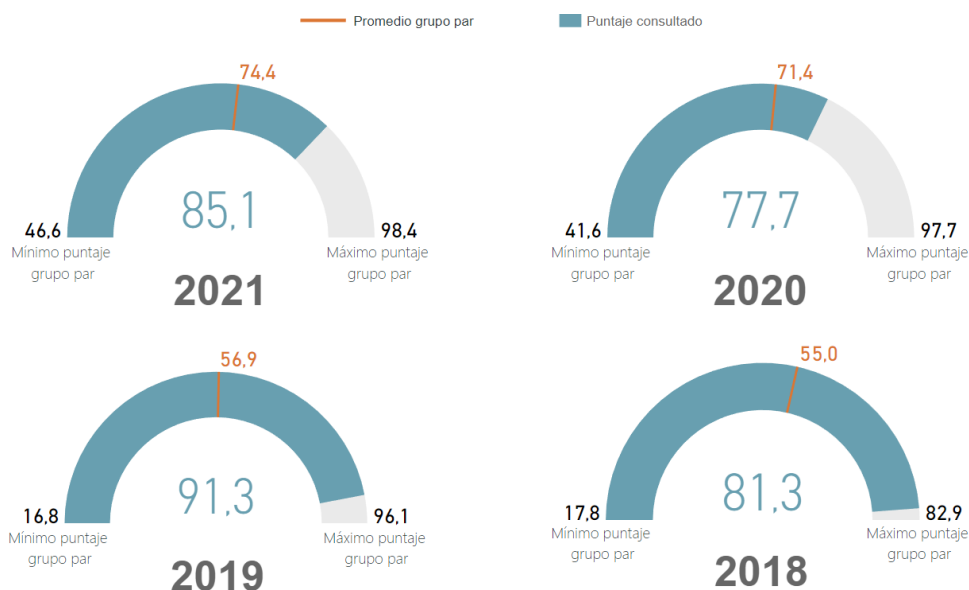 Promedio grupo par
Puntaje consultado
74,4
85,1
46,6
Mínimo puntaje
grupo par
98,4
Máximo puntaje
grupo par
2021
71,4
77,7
41,6
Mínimo puntaje
grupo par
97,7
Máximo puntaje
grupo par
2020
56,9
91,3
16,8
Mínimo puntaje
grupo par
96,1
Máximo puntaje
grupo par
2019
55,0
81,3
17,8
Mínimo puntaje
grupo par
82,9
Máximo puntaje
grupo par
2018